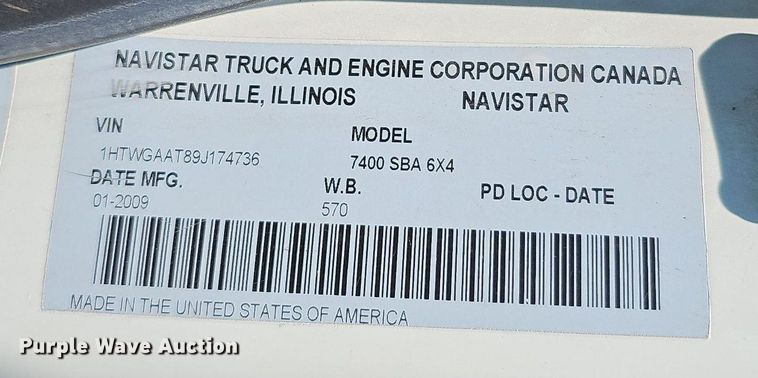 NAVISTAR TRUCK AND ENGINE CORPORATION CANADA
WARRENVILLE, ILLINOIS NAVISTAR
VIN MODEL
1HTWGAAT89J174736 7400 SBA 6X4
DATE MFG. W.B. PD LOC - DATE
01-2009 570
MADE IN THE UNITED STATES OF AMERICA
Purple Wave Auction